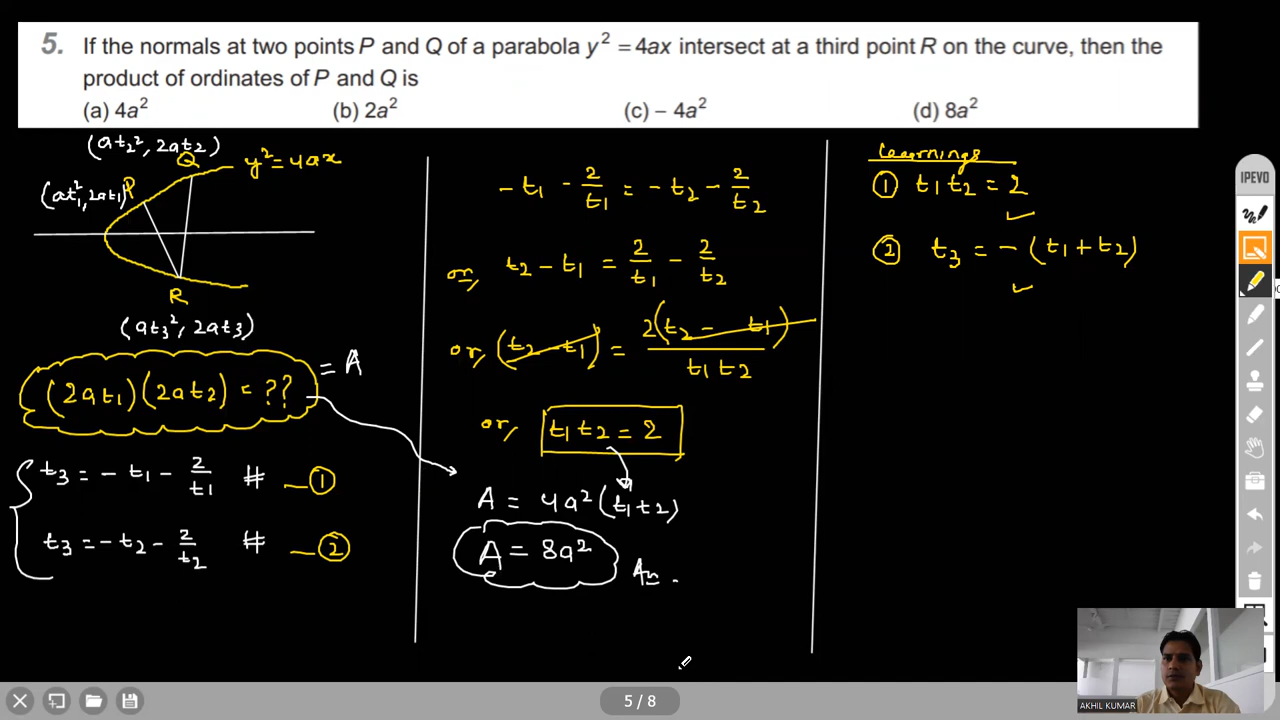 5. If the normals at two points P and Q of a parabola y² = 4ax intersect at a third point R on the curve, then the
product of ordinates of P and Q is
(a) 4a² (b) 2a² (c) – 4a² (d) 8a²
(at₂², 2at₂)
Q y² = 4ax
(at₁², 2at₁) P
R
(at₃², 2at₃)
(2at₁)(2at₂) = ?? = A
t₃ = - t₁ - 2/t₁ # — ①
t₃ = - t₂ - 2/t₂ # — ②
- t₁ - 2/t₁ = - t₂ - 2/t₂
or, t₂ - t₁ = 2/t₁ - 2/t₂
or, (t₂ - t₁) = 2(t₂ - t₁)/t₁t₂
or, t₁t₂ = 2
A = 4a²(t₁t₂)
A = 8a² Ans.
Learnings
① t₁t₂ = 2
② t₃ = - (t₁ + t₂)
IPEVO
5 / 8
AKHIL KUMAR